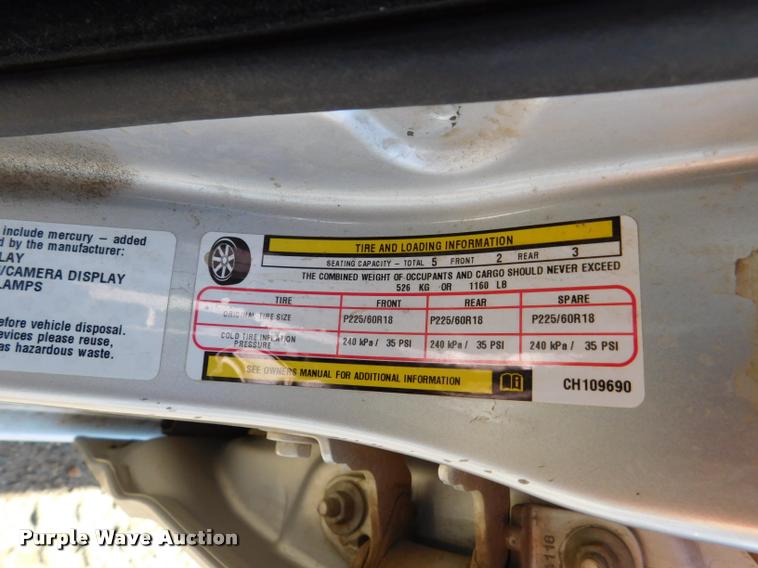 include mercury – added
d by the manufacturer:
LAY
/CAMERA DISPLAY
LAMPS
efore vehicle disposal.
devices please reuse,
as hazardous waste.
TIRE AND LOADING INFORMATION
SEATING CAPACITY – TOTAL 5 FRONT 2 REAR 3
THE COMBINED WEIGHT OF OCCUPANTS AND CARGO SHOULD NEVER EXCEED
526 KG OR 1160 LB
TIRE FRONT REAR SPARE
ORIGINAL TIRE SIZE P225/60R18 P225/60R18 P225/60R18
COLD TIRE INFLATION PRESSURE 240 kPa / 35 PSI 240 kPa / 35 PSI 240 kPa / 35 PSI
SEE OWNERS MANUAL FOR ADDITIONAL INFORMATION
CH109690
Purple Wave Auction